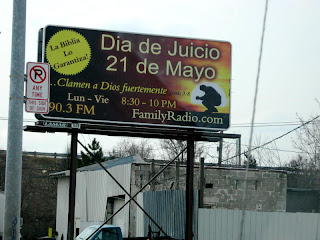 La Biblia
Lo
Garantiza!
Dia de Juicio
21 de Mayo
...Clamen a Dios fuertemente
Lun - Vie 8:30 - 10 PM
90.3 FM
FamilyRadio.com
P
ANY
TIME